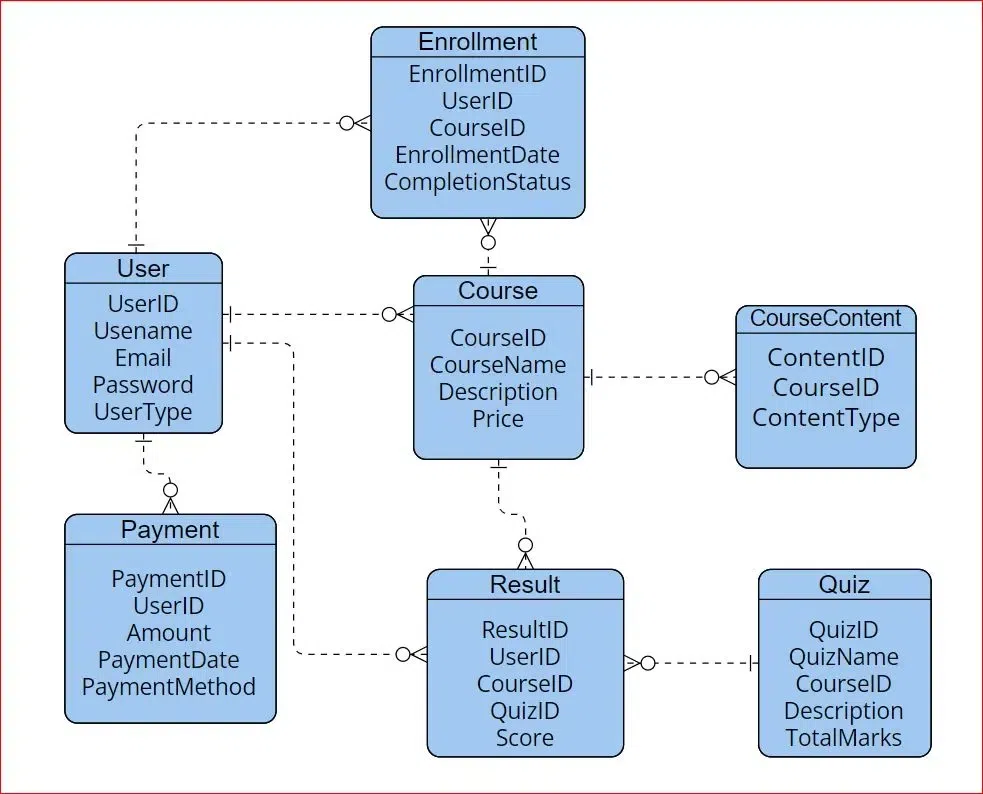 Enrollment
EnrollmentID
UserID
CourseID
EnrollmentDate
CompletionStatus
User
UserID
Usename
Email
Password
UserType
Course
CourseID
CourseName
Description
Price
CourseContent
ContentID
CourseID
ContentType
Payment
PaymentID
UserID
Amount
PaymentDate
PaymentMethod
Result
ResultID
UserID
CourseID
QuizID
Score
Quiz
QuizID
QuizName
CourseID
Description
TotalMarks